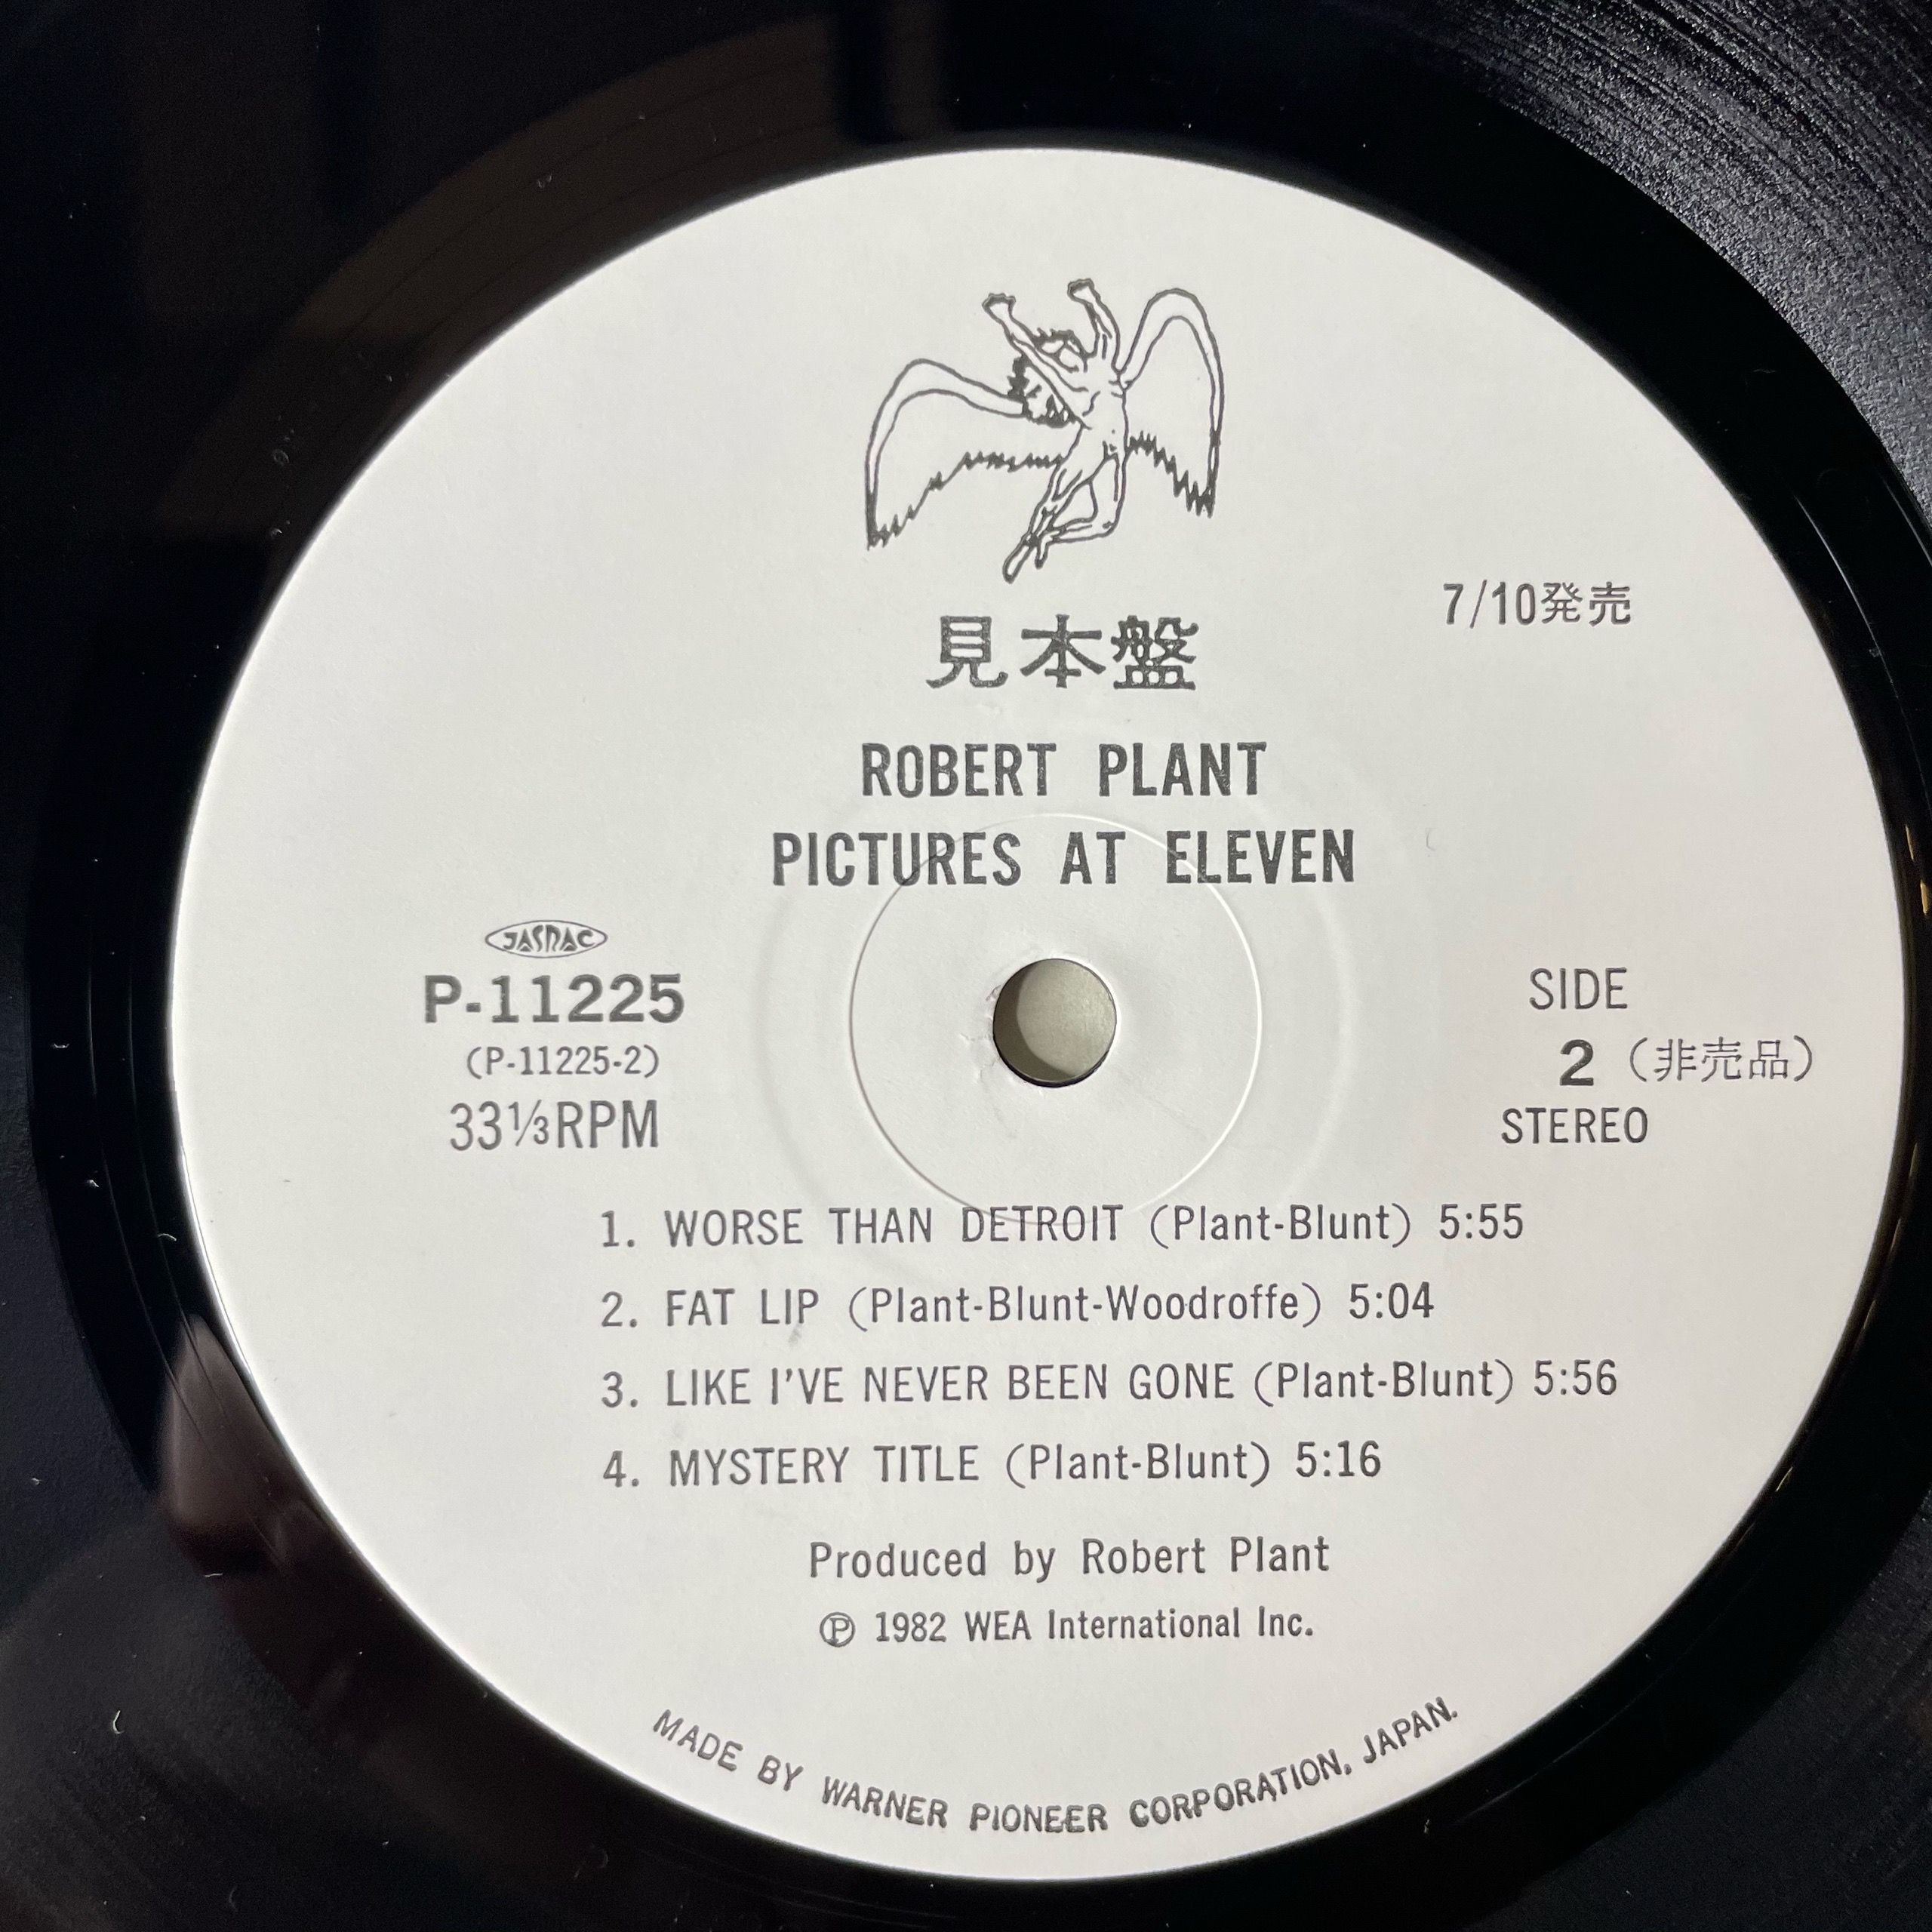 7/10発売
見本盤
ROBERT PLANT
PICTURES AT ELEVEN
JASRAC
P-11225
(P-11225-2)
33⅓RPM
SIDE
2 (非売品)
STEREO
1. WORSE THAN DETROIT (Plant-Blunt) 5:55
2. FAT LIP (Plant-Blunt-Woodroffe) 5:04
3. LIKE I'VE NEVER BEEN GONE (Plant-Blunt) 5:56
4. MYSTERY TITLE (Plant-Blunt) 5:16
Produced by Robert Plant
Ⓟ 1982 WEA International Inc.
MADE BY WARNER PIONEER CORPORATION, JAPAN.